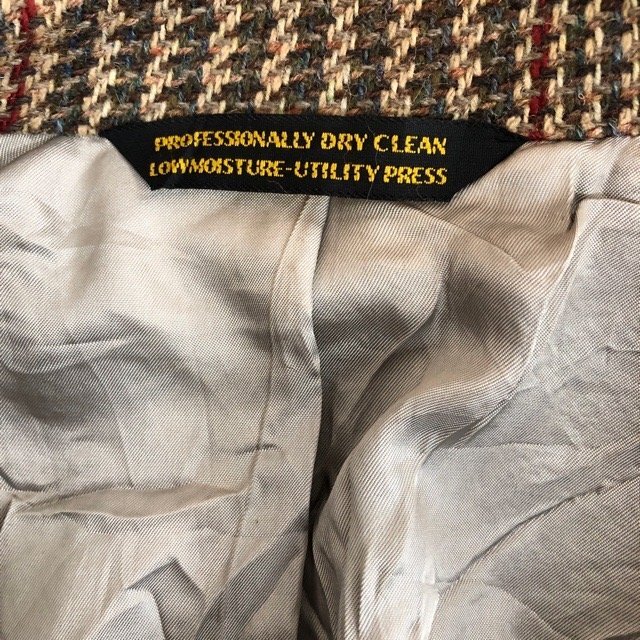 PROFESSIONALLY DRY CLEAN
LOWMOISTURE-UTILITY PRESS